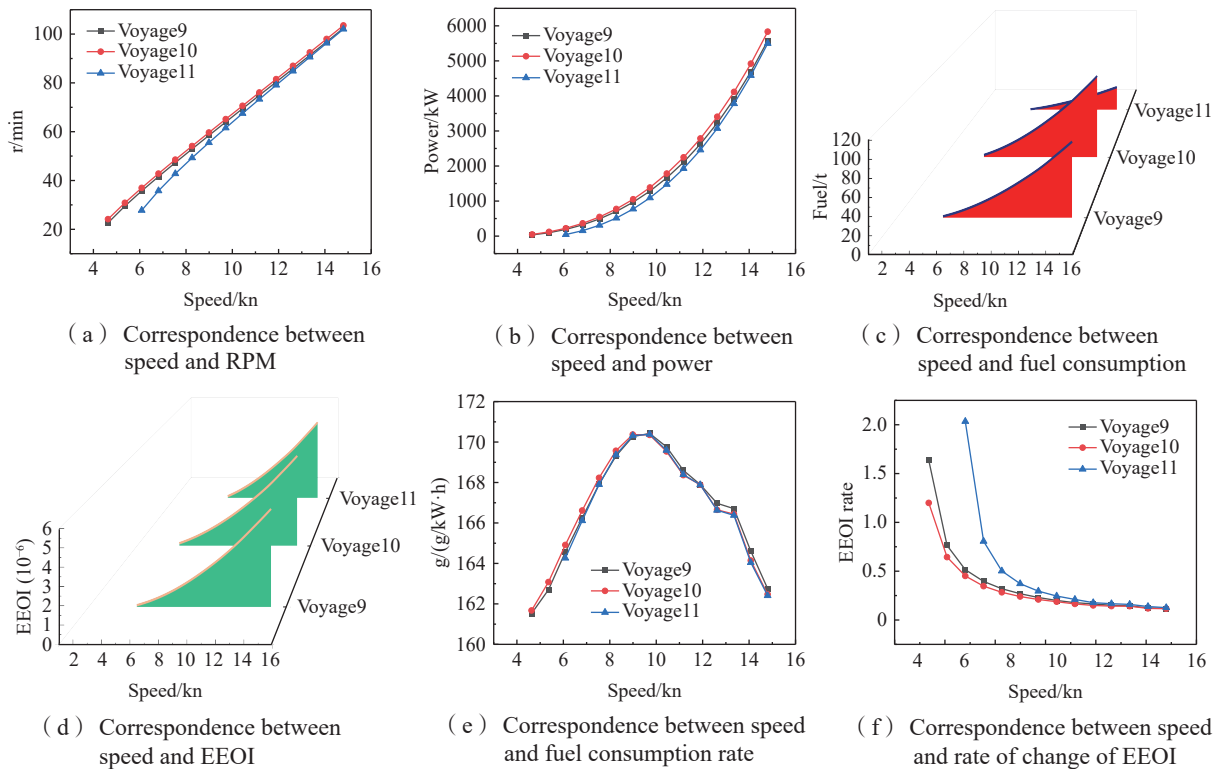 100
80
60
40
20
r/min
Voyage9
Voyage10
Voyage11
4 6 8 10 12 14 16
Speed/kn
(a) Correspondence between
speed and RPM
6000
5000
4000
3000
2000
1000
0
Power/kW
Voyage9
Voyage10
Voyage11
4 6 8 10 12 14 16
Speed/kn
(b) Correspondence between
speed and power
120
100
80
60
40
20
0
Fuel/t
Voyage11
Voyage10
Voyage9
2 4 6 8 10 12 14 16
Speed/kn
(c) Correspondence between
speed and fuel consumption
6
5
4
3
2
1
0
EEOI (10⁻⁶)
Voyage11
Voyage10
Voyage9
2 4 6 8 10 12 14 16
Speed/kn
(d) Correspondence between
speed and EEOI
172
170
168
166
164
162
160
g/(g/kW·h)
Voyage9
Voyage10
Voyage11
4 6 8 10 12 14 16
Speed/kn
(e) Correspondence between speed
and fuel consumption rate
2.0
1.5
1.0
0.5
0
EEOI rate
Voyage9
Voyage10
Voyage11
4 6 8 10 12 14 16
Speed/kn
(f) Correspondence between speed
and rate of change of EEOI